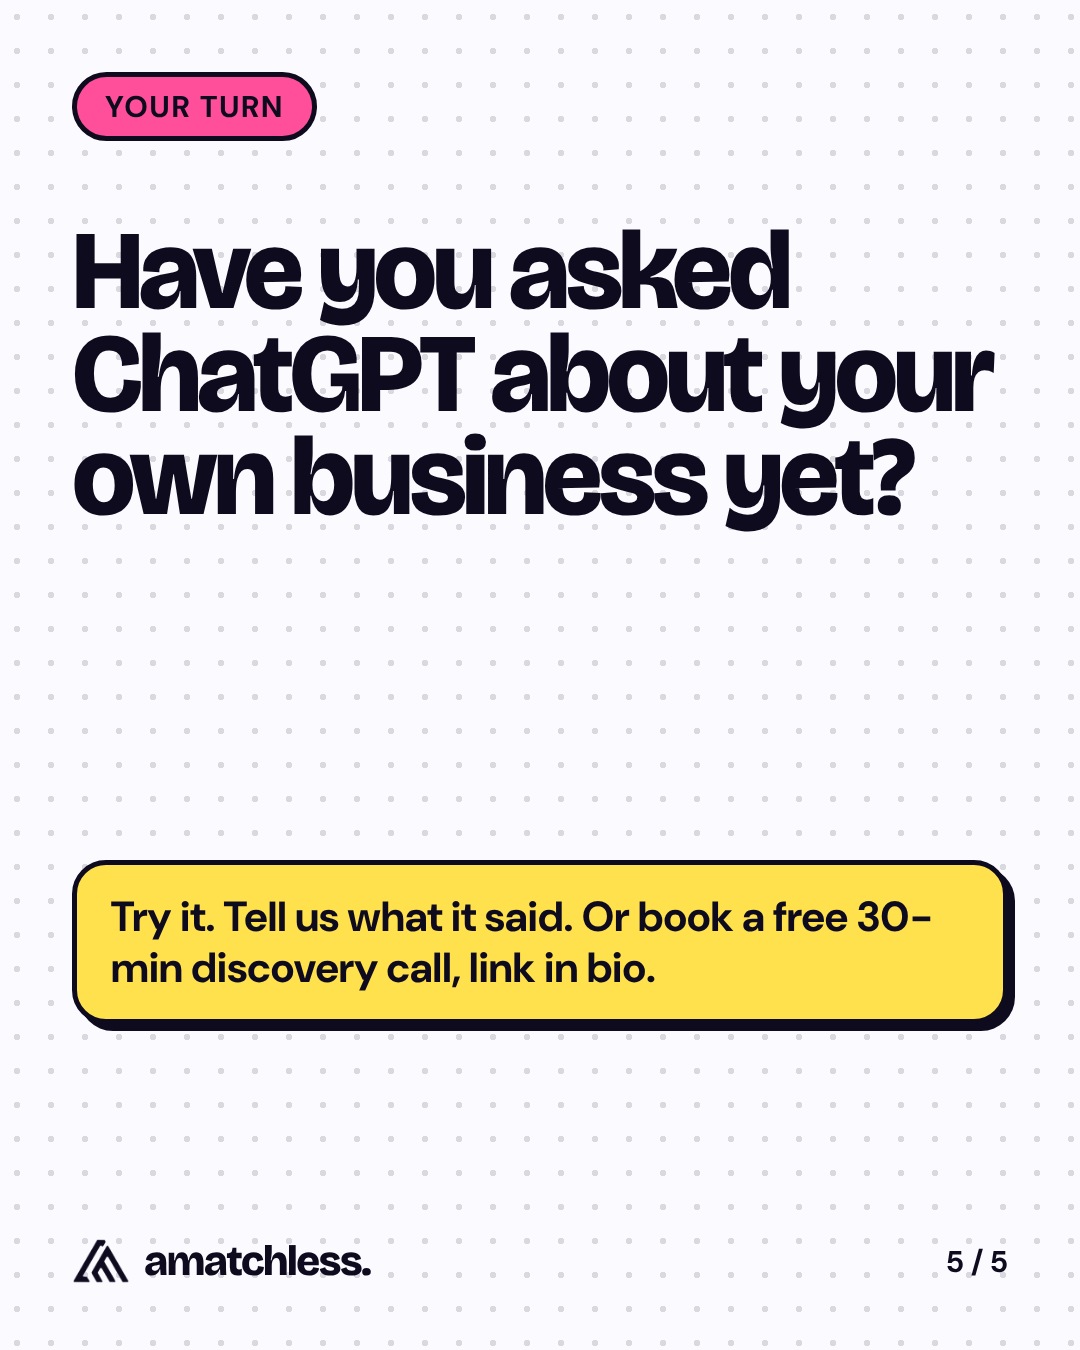 YOUR TURN
Have you asked
ChatGPT about your
own business yet?
Try it. Tell us what it said. Or book a free 30-
min discovery call, link in bio.
amatchless.
5 / 5